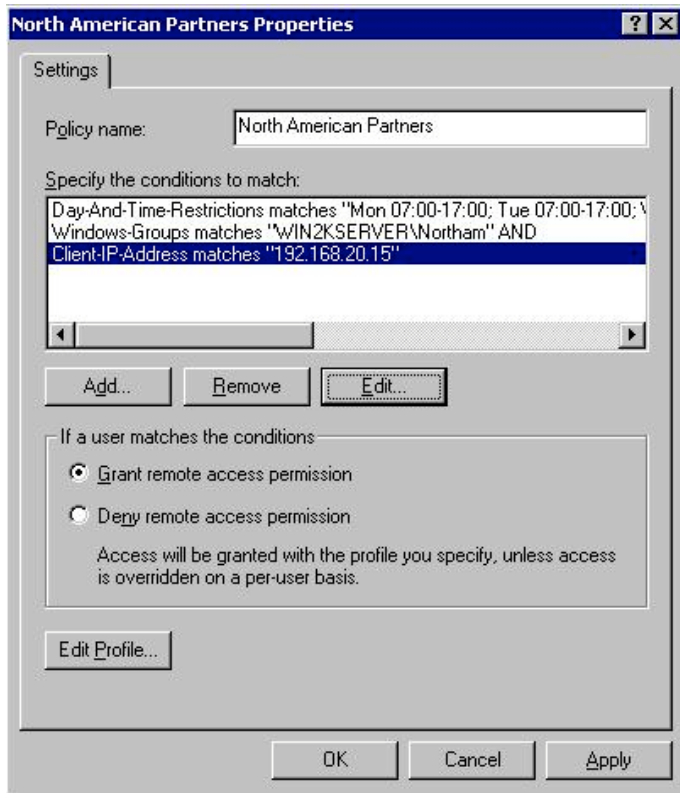 North American Partners Properties
Settings
Policy name: North American Partners
Specify the conditions to match:
Day-And-Time-Restrictions matches "Mon 07:00-17:00; Tue 07:00-17:00;
Windows-Groups matches "WIN2KSERVER\Northam" AND
Client-IP-Address matches "192.168.20.15"
Add... Remove Edit...
If a user matches the conditions
Grant remote access permission
Deny remote access permission
Access will be granted with the profile you specify, unless access
is overridden on a per-user basis.
Edit Profile...
OK Cancel Apply